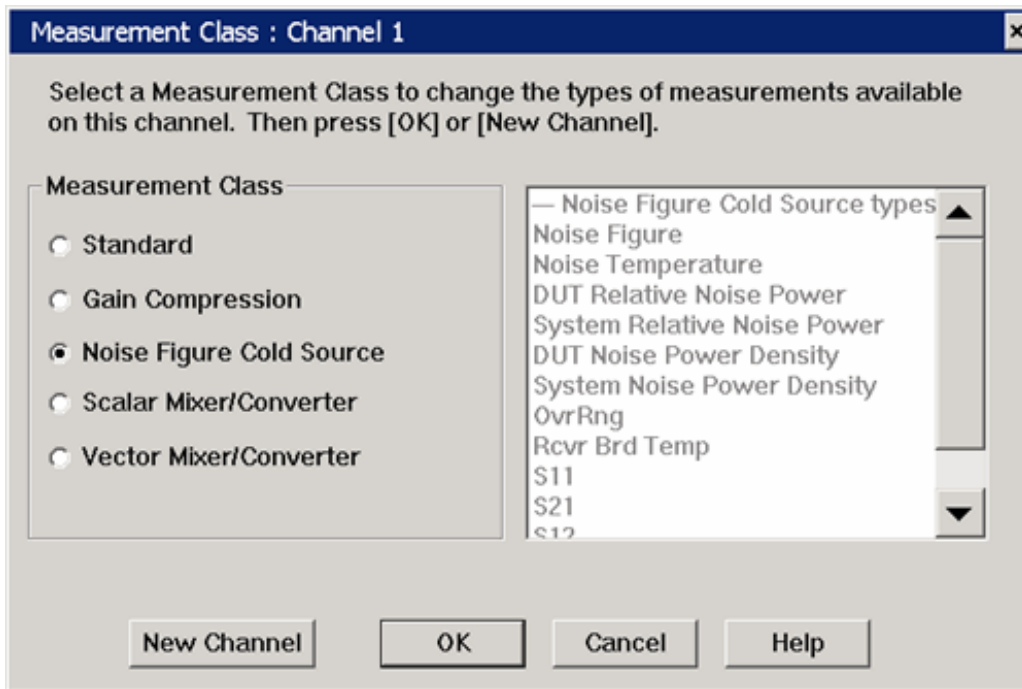 Measurement Class : Channel 1
Select a Measurement Class to change the types of measurements available
on this channel. Then press [OK] or [New Channel].
Measurement Class
Standard
Gain Compression
Noise Figure Cold Source
Scalar Mixer/Converter
Vector Mixer/Converter
— Noise Figure Cold Source types
Noise Figure
Noise Temperature
DUT Relative Noise Power
System Relative Noise Power
DUT Noise Power Density
System Noise Power Density
OvrRng
Rcvr Brd Temp
S11
S21
S12
New Channel
OK
Cancel
Help